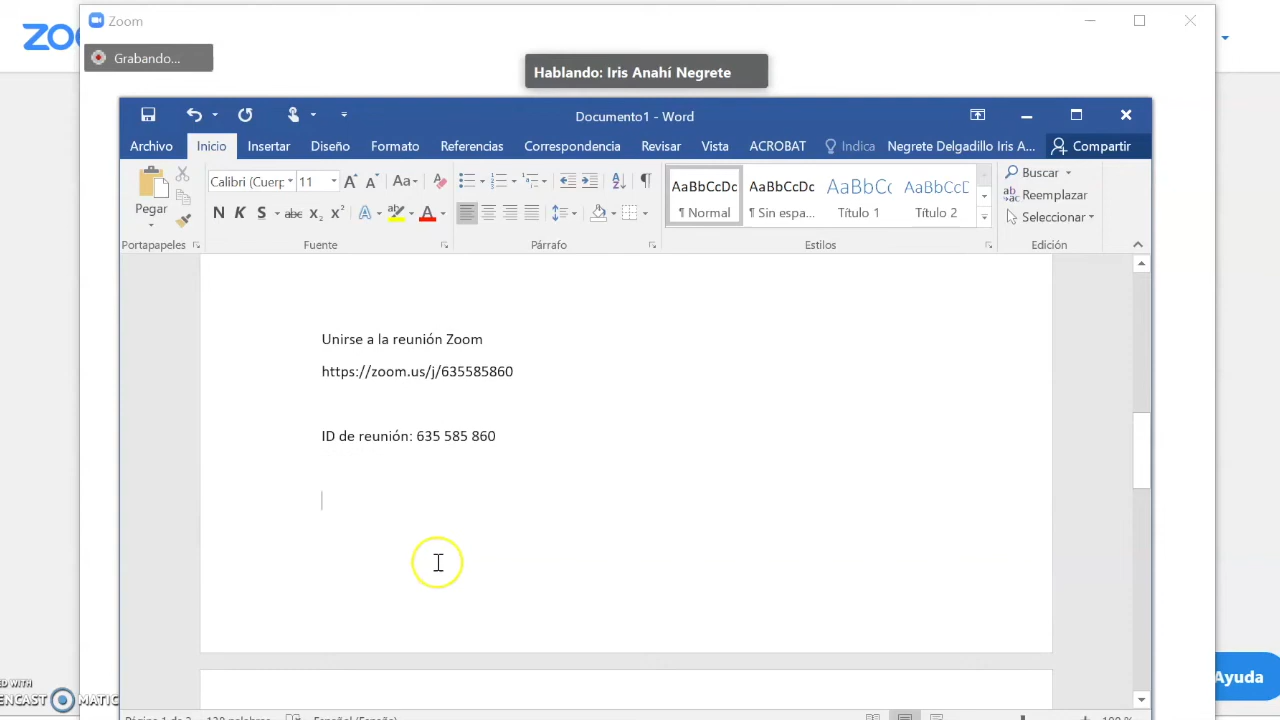 Zoom
Grabando...
Hablando: Iris Anahí Negrete
Documento1 - Word
Archivo Inicio Insertar Diseño Formato Referencias Correspondencia Revisar Vista ACROBAT Indica Negrete Delgadillo Iris A... Compartir
Pegar
Calibri (Cuerp 11
Aa
N K S abc x₂ x²
A
AaBbCcDc AaBbCcDc AaBbCc AaBbCcD
¶ Normal ¶ Sin espa... Título 1 Título 2
Buscar
Reemplazar
Seleccionar
Portapapeles Fuente Párrafo Estilos Edición
Unirse a la reunión Zoom
https://zoom.us/j/635585860
ID de reunión: 635 585 860
Ayuda